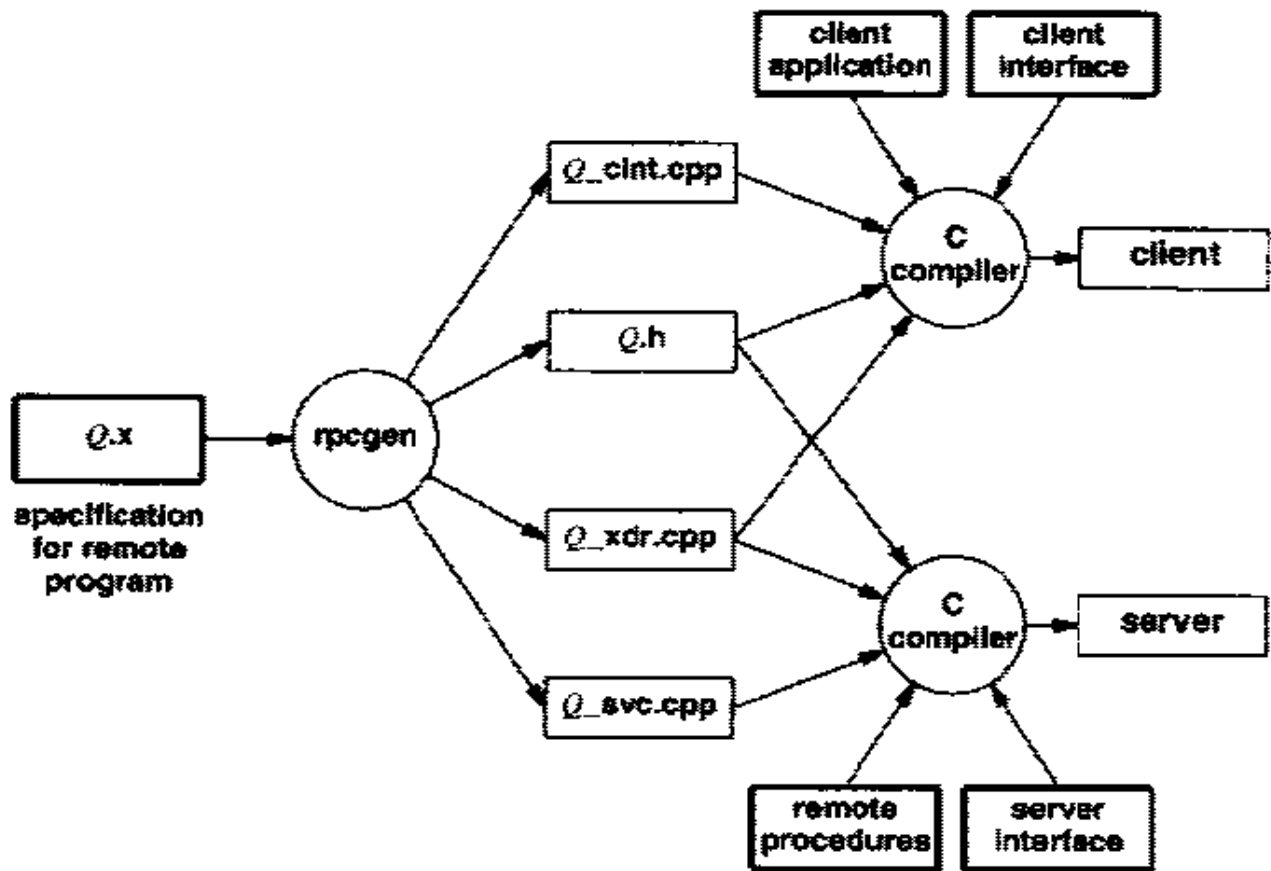 client
application
client
interface
Q_clnt.cpp
C
compiler
client
Q.h
Q.x
rpcgen
specification
for remote
program
Q_xdr.cpp
C
compiler
server
Q_svc.cpp
remote
procedures
server
interface